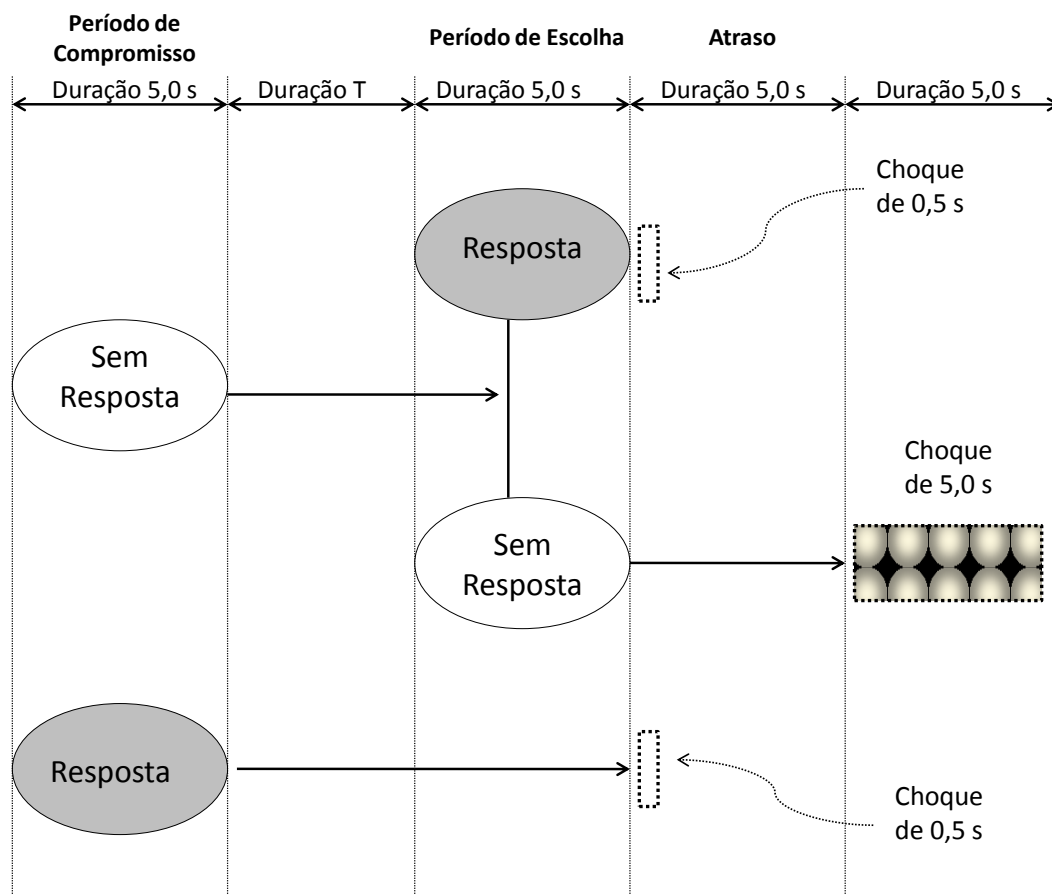 Período de
Compromisso
Período de Escolha
Atraso
Duração 5,0 s
Duração T
Duração 5,0 s
Duração 5,0 s
Duração 5,0 s
Choque
de 0,5 s
Resposta
Sem
Resposta
Choque
de 5,0 s
Sem
Resposta
Resposta
Choque
de 0,5 s